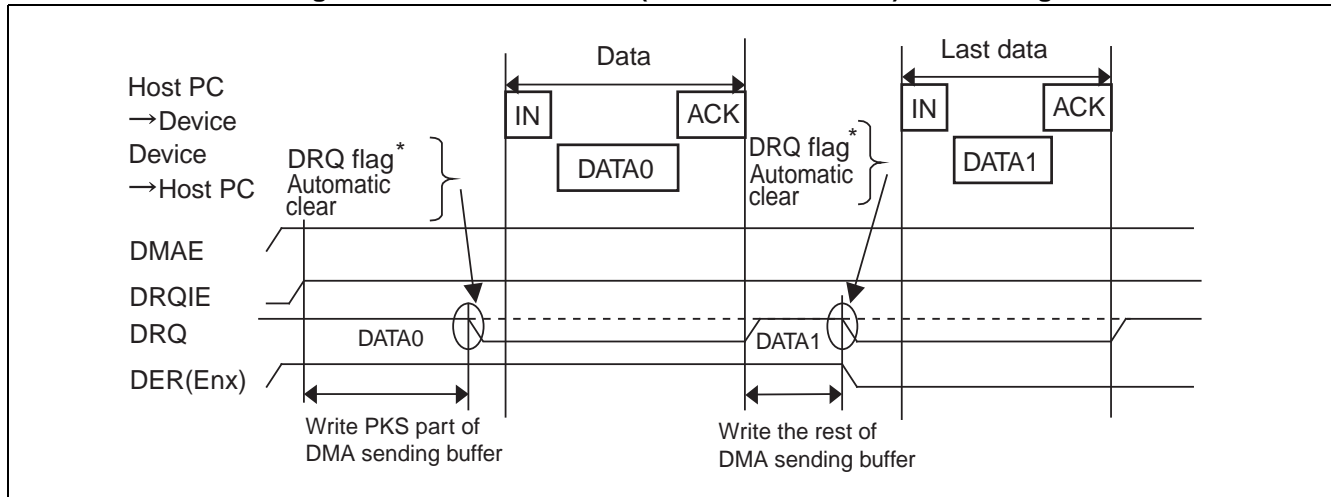 Host PC
→Device
Device
→Host PC
Data
IN
ACK
DATA0
DRQ flag*
Automatic
clear
DRQ flag*
Automatic
clear
Last data
IN
ACK
DATA1
DMAE
DRQIE
DRQ
DATA0
DATA1
DER(Enx)
Write PKS part of
DMA sending buffer
Write the rest of
DMA sending buffer